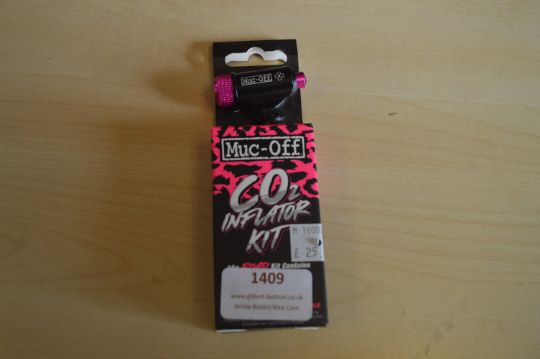 Muc-Off
Muc-Off
CO2
INFLATOR
KIT
M 1600
£ 25
Kit Contains
1409
www.gilbert-baitson.co.uk
White Rabbit/Bike Cave